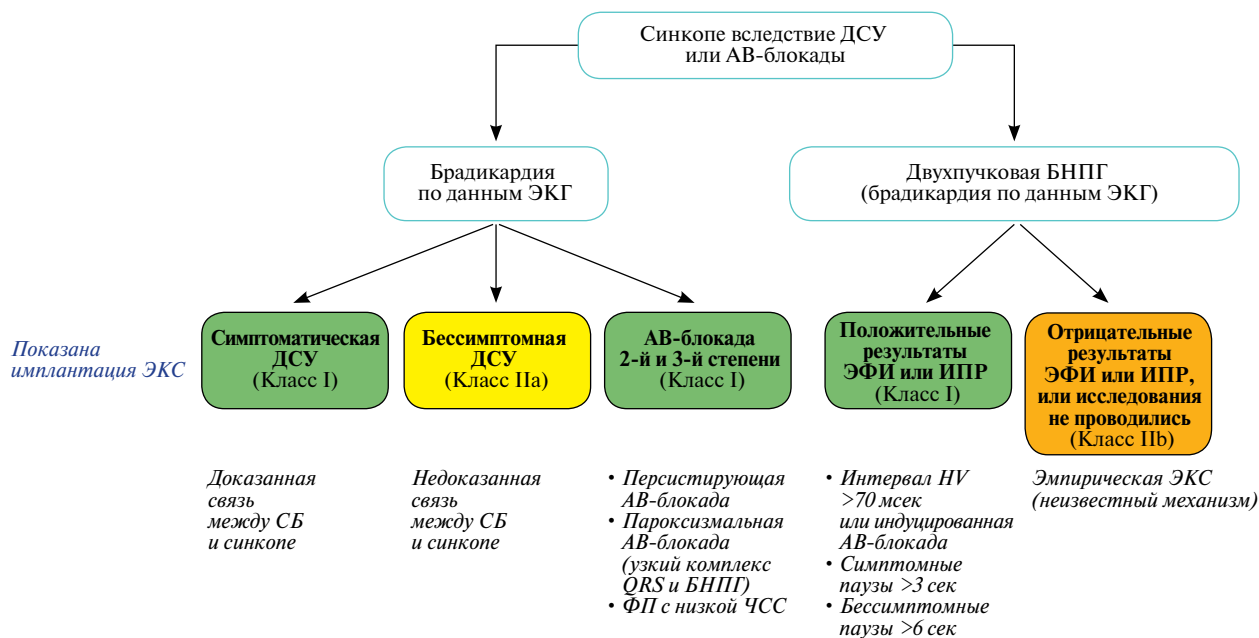 Синкопе вследствие ДСУ
или АВ-блокады
Брадикардия
по данным ЭКГ
Двухпучковая БНПГ
(брадикардия по данным ЭКГ)
Показана
имплантация ЭКС
Симптоматическая
ДСУ
(Класс I)
Бессимптомная
ДСУ
(Класс IIa)
АВ-блокада
2-й и 3-й степени
(Класс I)
Положительные
результаты
ЭФИ или ИПР
(Класс I)
Отрицательные
результаты
ЭФИ или ИПР,
или исследования
не проводились
(Класс IIb)
Доказанная
связь
между СБ
и синкопе
Недоказанная
связь
между СБ
и синкопе
• Персистирующая
АВ-блокада
• Пароксизмальная
АВ-блокада
(узкий комплекс
QRS и БНПГ)
• ФП с низкой ЧСС
• Интервал HV
>70 мсек
или индуцированная
АВ-блокада
• Симптомные
паузы >3 сек
• Бессимптомные
паузы >6 сек
Эмпирическая ЭКС
(неизвестный механизм)